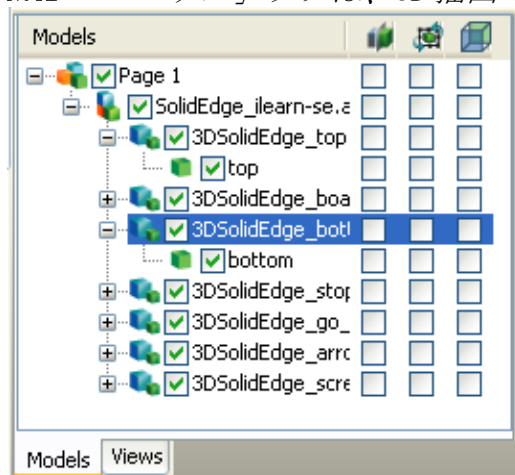 Models
Page 1
SolidEdge_ilearn-se.a
3DSolidEdge_top
top
3DSolidEdge_boa
3DSolidEdge_bott
bottom
3DSolidEdge_stop
3DSolidEdge_go_
3DSolidEdge_arro
3DSolidEdge_scre
Models Views